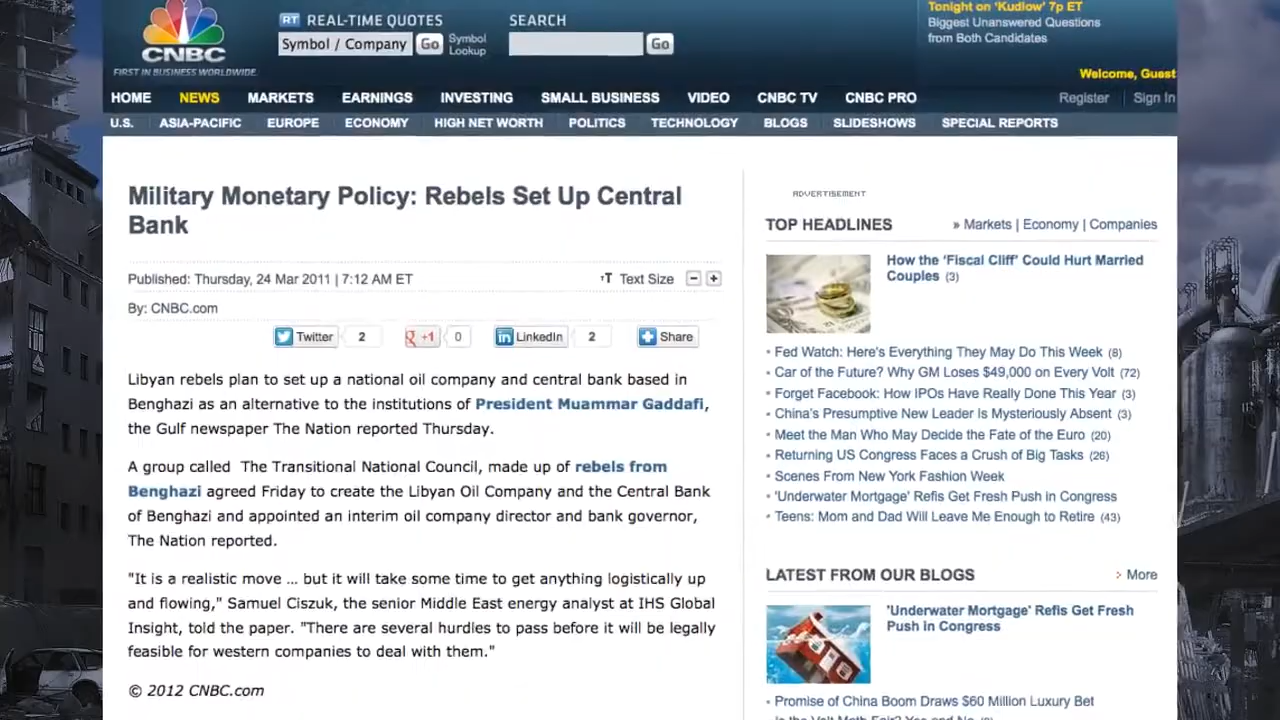 Tonight on 'Kudlow' 7p ET
RT REAL-TIME QUOTES
SEARCH
Biggest Unanswered Questions
from Both Candidates
Symbol / Company
Go
Symbol
Lookup
Go
CNBC
FIRST IN BUSINESS WORLDWIDE.
Welcome, Guest
HOME NEWS MARKETS EARNINGS INVESTING SMALL BUSINESS VIDEO CNBC TV CNBC PRO
Register | Sign In
U.S. ASIA-PACIFIC EUROPE ECONOMY HIGH NET WORTH POLITICS TECHNOLOGY BLOGS SLIDESHOWS SPECIAL REPORTS
Military Monetary Policy: Rebels Set Up Central
Bank
Published: Thursday, 24 Mar 2011 | 7:12 AM ET
TT Text Size - +
By: CNBC.com
Twitter 2 +1 0 LinkedIn 2 Share
Libyan rebels plan to set up a national oil company and central bank based in
Benghazi as an alternative to the institutions of President Muammar Gaddafi,
the Gulf newspaper The Nation reported Thursday.
A group called The Transitional National Council, made up of rebels from
Benghazi agreed Friday to create the Libyan Oil Company and the Central Bank
of Benghazi and appointed an interim oil company director and bank governor,
The Nation reported.
"It is a realistic move ... but it will take some time to get anything logistically up
and flowing," Samuel Ciszuk, the senior Middle East energy analyst at IHS Global
Insight, told the paper. "There are several hurdles to pass before it will be legally
feasible for western companies to deal with them."
© 2012 CNBC.com
ADVERTISEMENT
TOP HEADLINES
» Markets | Economy | Companies
How the 'Fiscal Cliff' Could Hurt Married
Couples (3)
• Fed Watch: Here's Everything They May Do This Week (8)
• Car of the Future? Why GM Loses $49,000 on Every Volt (72)
• Forget Facebook: How IPOs Have Really Done This Year (3)
• China's Presumptive New Leader Is Mysteriously Absent (3)
• Meet the Man Who May Decide the Fate of the Euro (20)
• Returning US Congress Faces a Crush of Big Tasks (26)
• Scenes From New York Fashion Week
• 'Underwater Mortgage' Refis Get Fresh Push in Congress
• Teens: Mom and Dad Will Leave Me Enough to Retire (43)
LATEST FROM OUR BLOGS
› More
'Underwater Mortgage' Refis Get Fresh
Push in Congress
• Promise of China Boom Draws $60 Million Luxury Bet